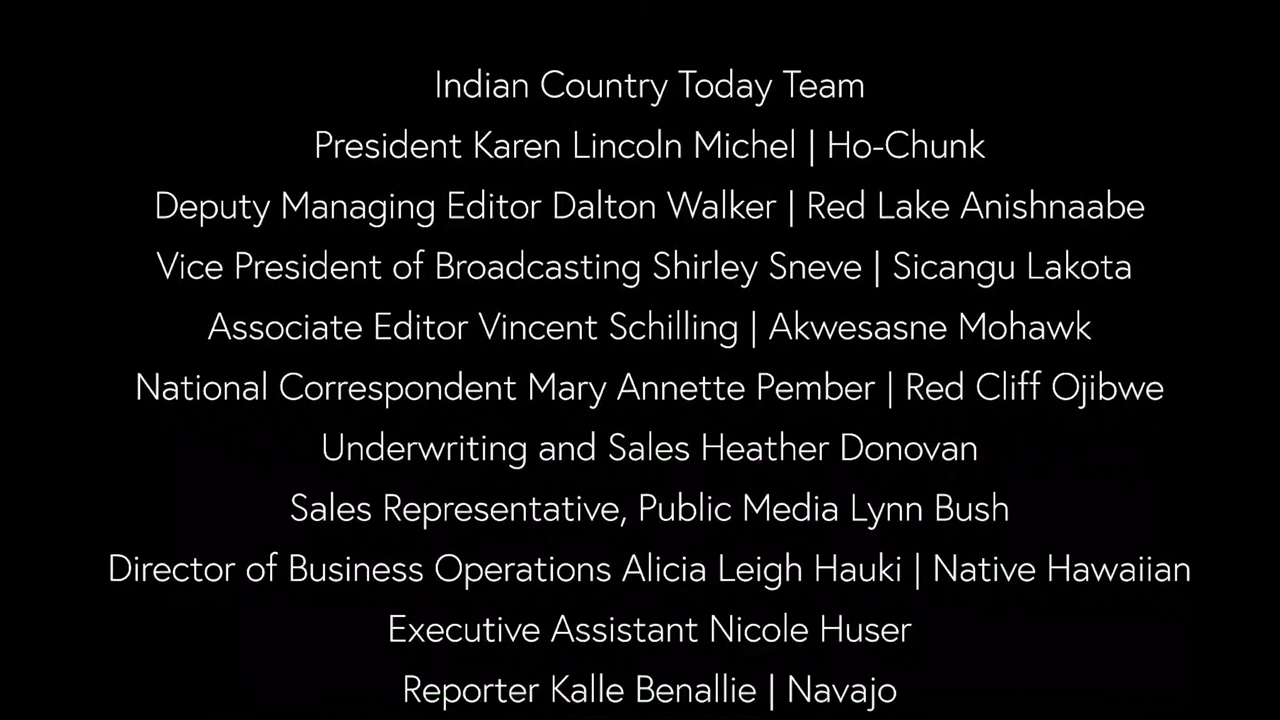 Indian Country Today Team
President Karen Lincoln Michel | Ho-Chunk
Deputy Managing Editor Dalton Walker | Red Lake Anishnaabe
Vice President of Broadcasting Shirley Sneve | Sicangu Lakota
Associate Editor Vincent Schilling | Akwesasne Mohawk
National Correspondent Mary Annette Pember | Red Cliff Ojibwe
Underwriting and Sales Heather Donovan
Sales Representative, Public Media Lynn Bush
Director of Business Operations Alicia Leigh Hauki | Native Hawaiian
Executive Assistant Nicole Huser
Reporter Kalle Benallie | Navajo